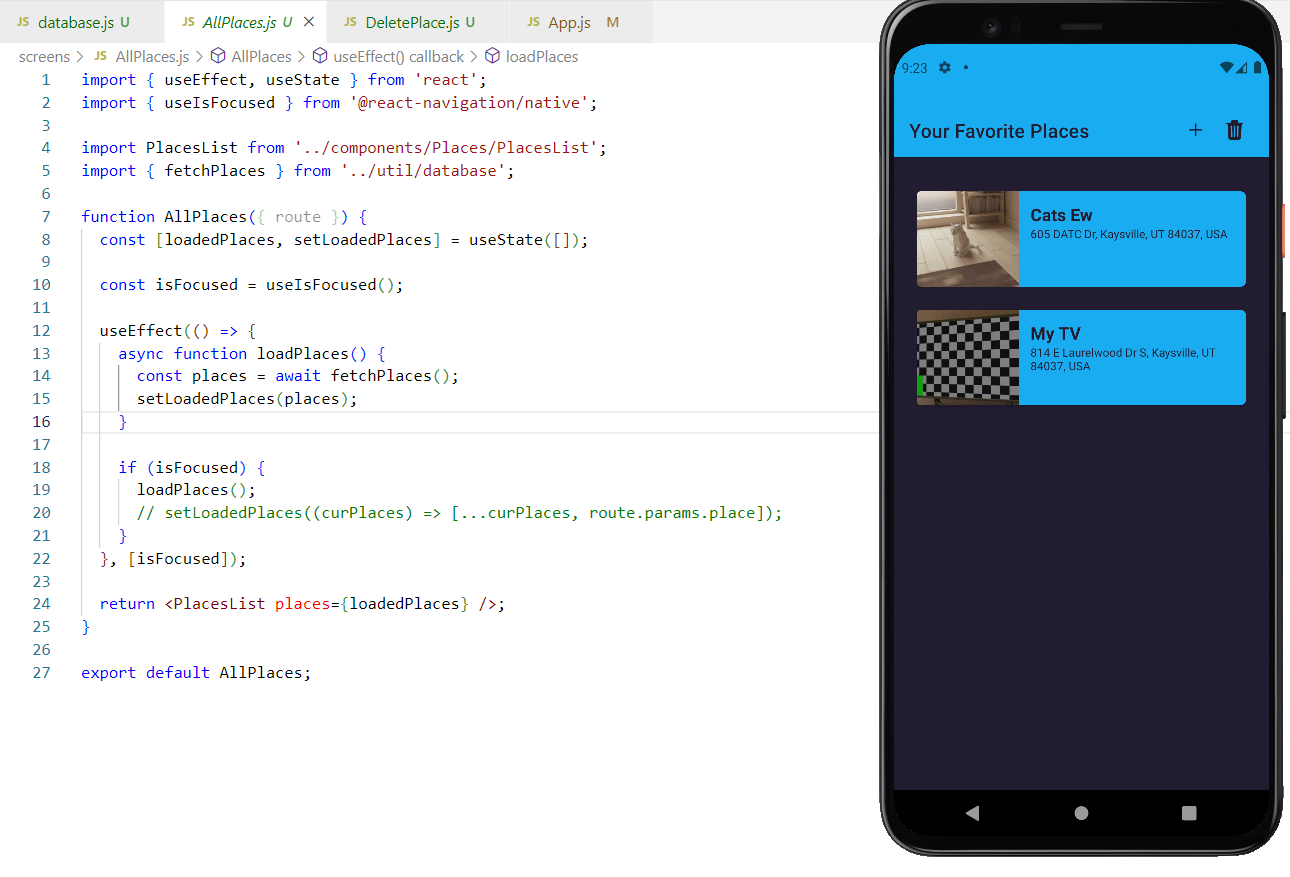 JS database.js U
JS AllPlaces.js U ×
JS DeletePlace.js U
JS App.js M
screens > JS AllPlaces.js > AllPlaces > useEffect() callback > loadPlaces
1 import { useEffect, useState } from 'react';
2 import { useIsFocused } from '@react-navigation/native';
3
4 import PlacesList from '../components/Places/PlacesList';
5 import { fetchPlaces } from '../util/database';
6
7 function AllPlaces({ route }) {
8 const [loadedPlaces, setLoadedPlaces] = useState([]);
9
10 const isFocused = useIsFocused();
11
12 useEffect(() => {
13 async function loadPlaces() {
14 const places = await fetchPlaces();
15 setLoadedPlaces(places);
16 }
17
18 if (isFocused) {
19 loadPlaces();
20 // setLoadedPlaces((curPlaces) => [...curPlaces, route.params.place]);
21 }
22 }, [isFocused]);
23
24 return <PlacesList places={loadedPlaces} />;
25 }
26
27 export default AllPlaces;
9:23
Your Favorite Places +
Cats Ew
605 DATC Dr, Kaysville, UT 84037, USA
My TV
814 E Laurelwood Dr S, Kaysville, UT
84037, USA